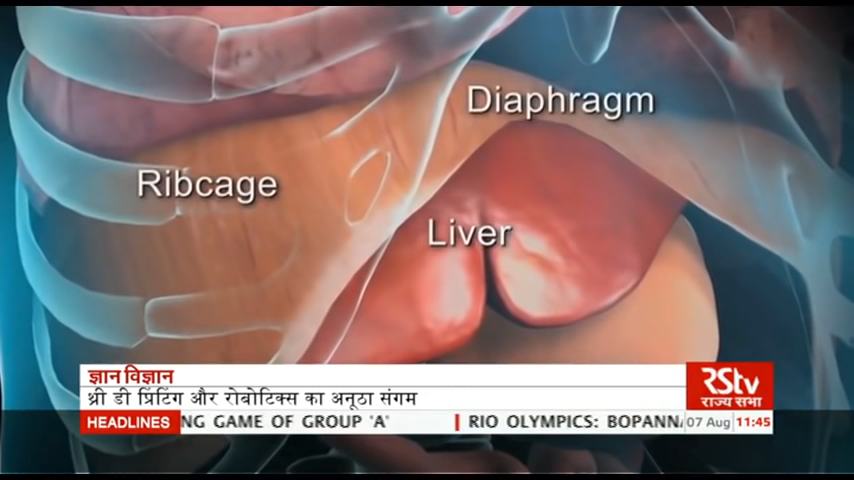 Diaphragm
Ribcage
Liver
ज्ञान विज्ञान
थ्री डी प्रिंटिंग और रोबोटिक्स का अनूठा संगम
RStv
राज्य सभा
HEADLINES NG GAME OF GROUP 'A' RIO OLYMPICS: BOPANNA 07 Aug 11:45